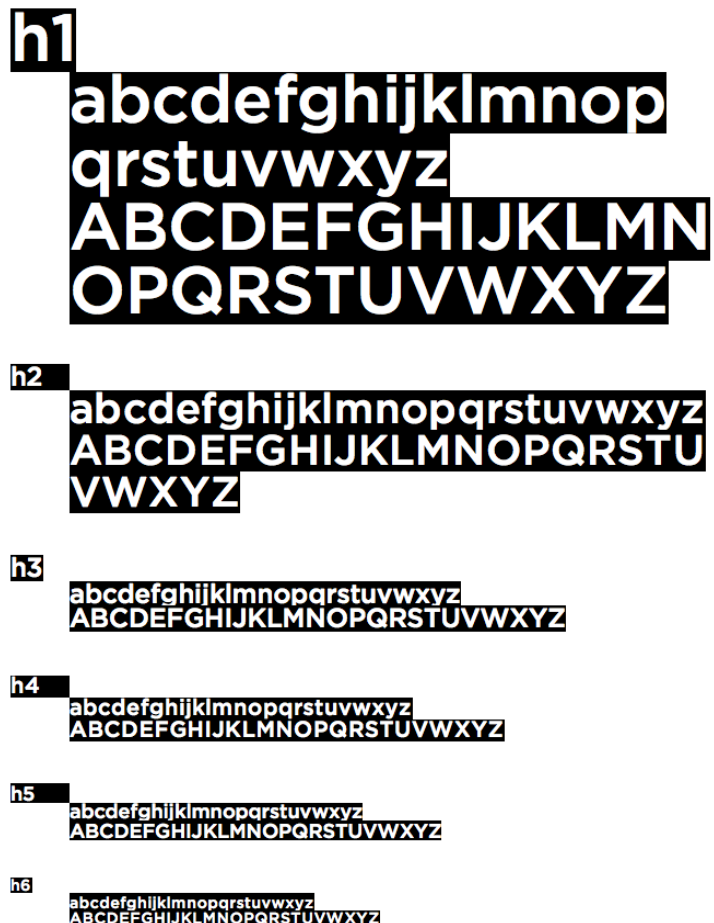 h1
abcdefghijklmnop
qrstuvwxyz
ABCDEFGHIJKLMN
OPQRSTUVWXYZ
h2
abcdefghijklmnopqrstuvwxyz
ABCDEFGHIJKLMNOPQRSTU
VWXYZ
h3
abcdefghijklmnopqrstuvwxyz
ABCDEFGHIJKLMNOPQRSTUVWXYZ
h4
abcdefghijklmnopqrstuvwxyz
ABCDEFGHIJKLMNOPQRSTUVWXYZ
h5
abcdefghijklmnopqrstuvwxyz
ABCDEFGHIJKLMNOPQRSTUVWXYZ
h6
abcdefghijklmnopqrstuvwxyz
ABCDEFGHIJKLMNOPQRSTUVWXYZ